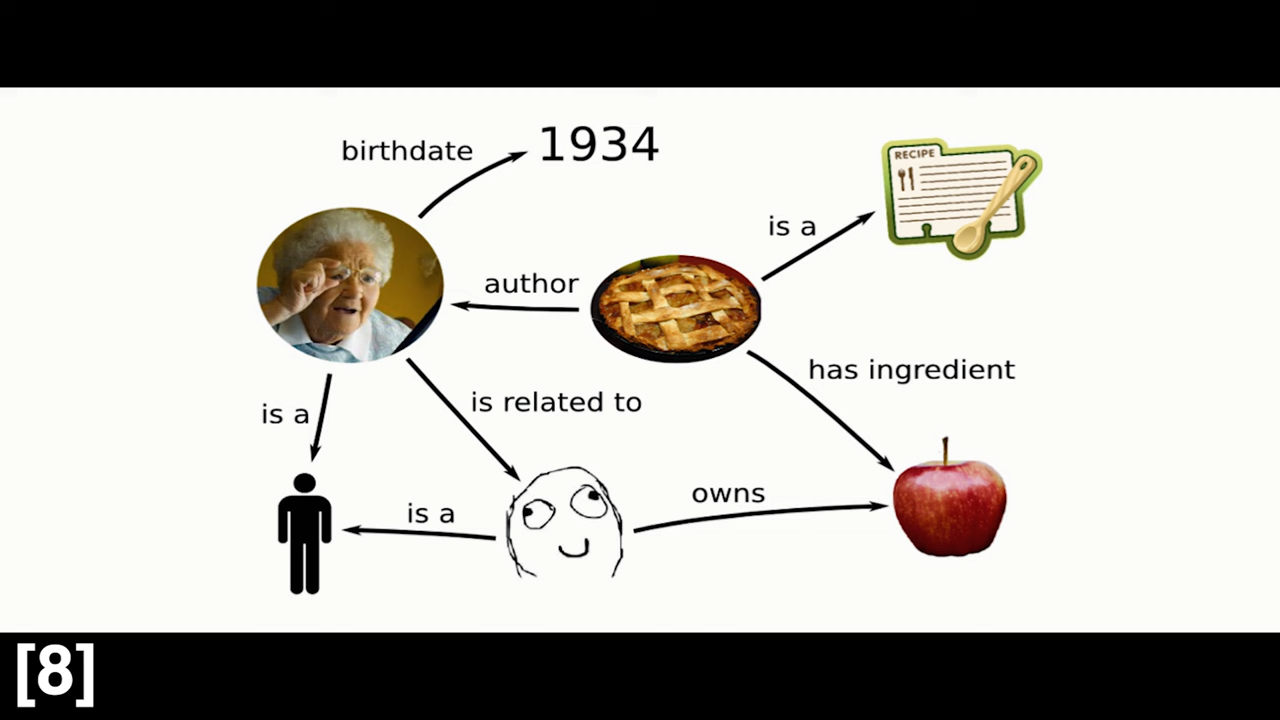 birthdate
1934
RECIPE
is a
author
has ingredient
is related to
is a
owns
is a
[8]